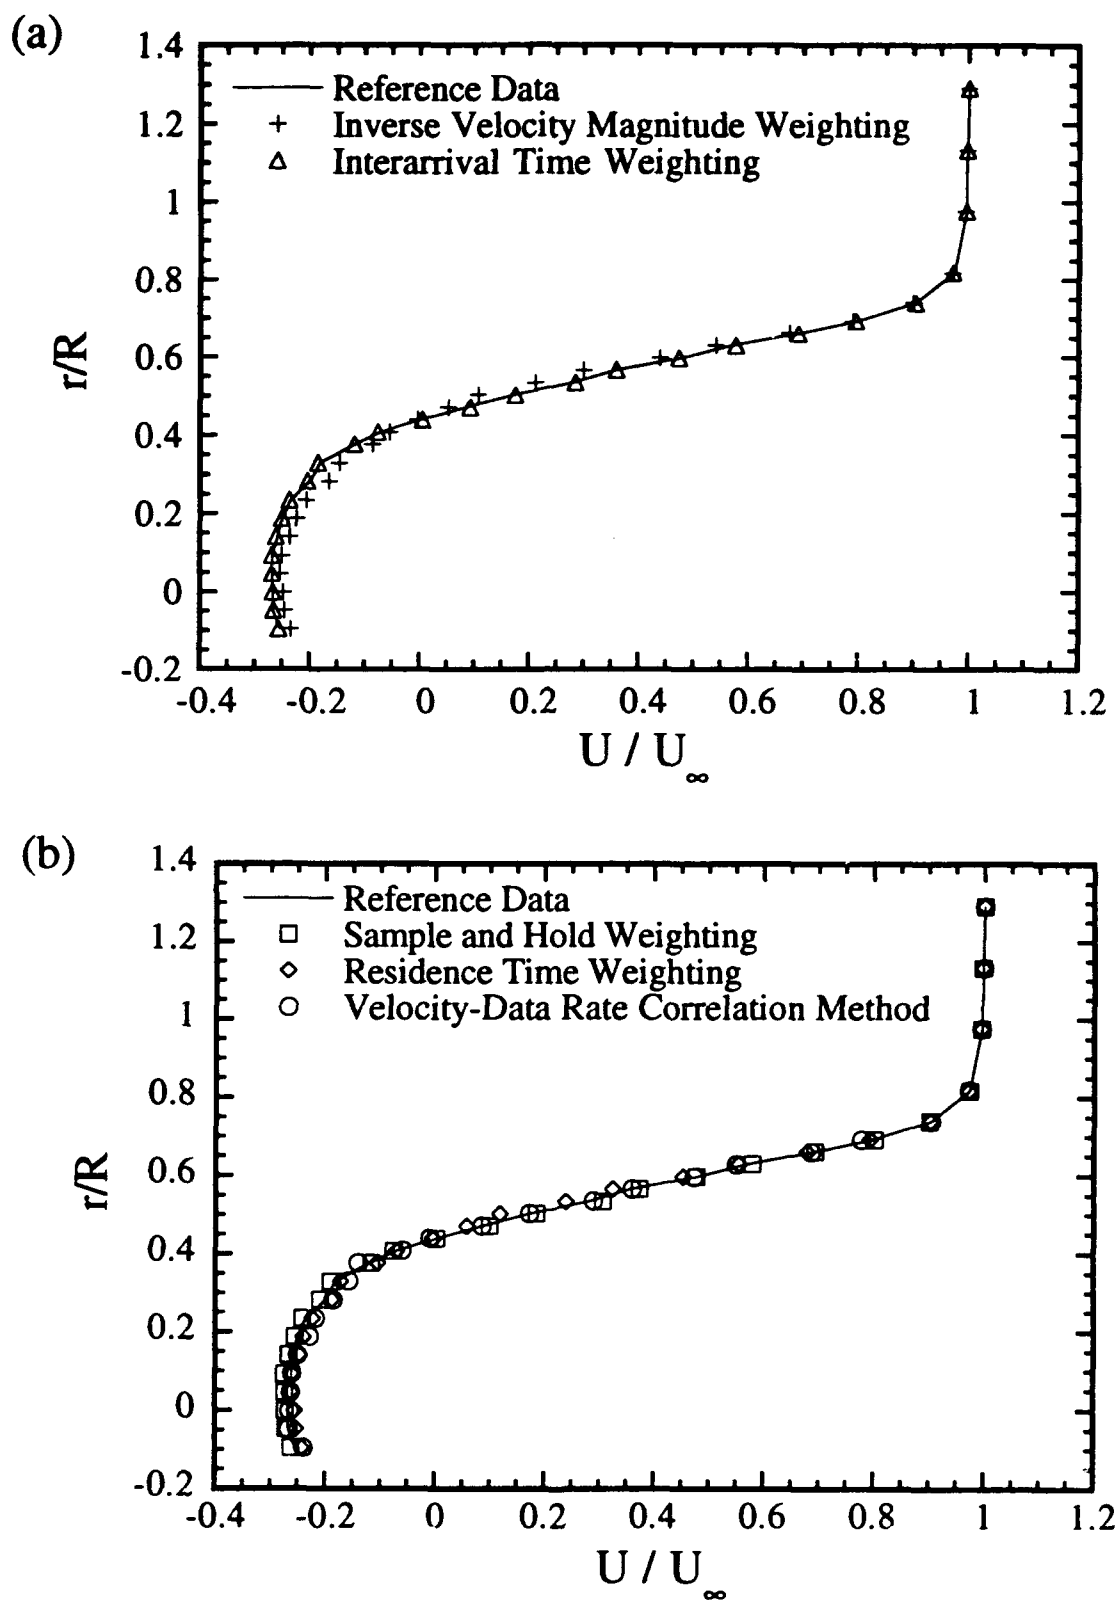 (a)
1.4
Reference Data
1.2
Inverse Velocity Magnitude Weighting
Interarrival Time Weighting
1
0.8
r/R
0.6
0.4
0.2
0
-0.2
-0.4 -0.2 0 0.2 0.4 0.6 0.8 1 1.2
U / U∞
(b)
1.4
Reference Data
1.2
Sample and Hold Weighting
Residence Time Weighting
1
Velocity-Data Rate Correlation Method
0.8
r/R
0.6
0.4
0.2
0
-0.2
-0.4 -0.2 0 0.2 0.4 0.6 0.8 1 1.2
U / U∞